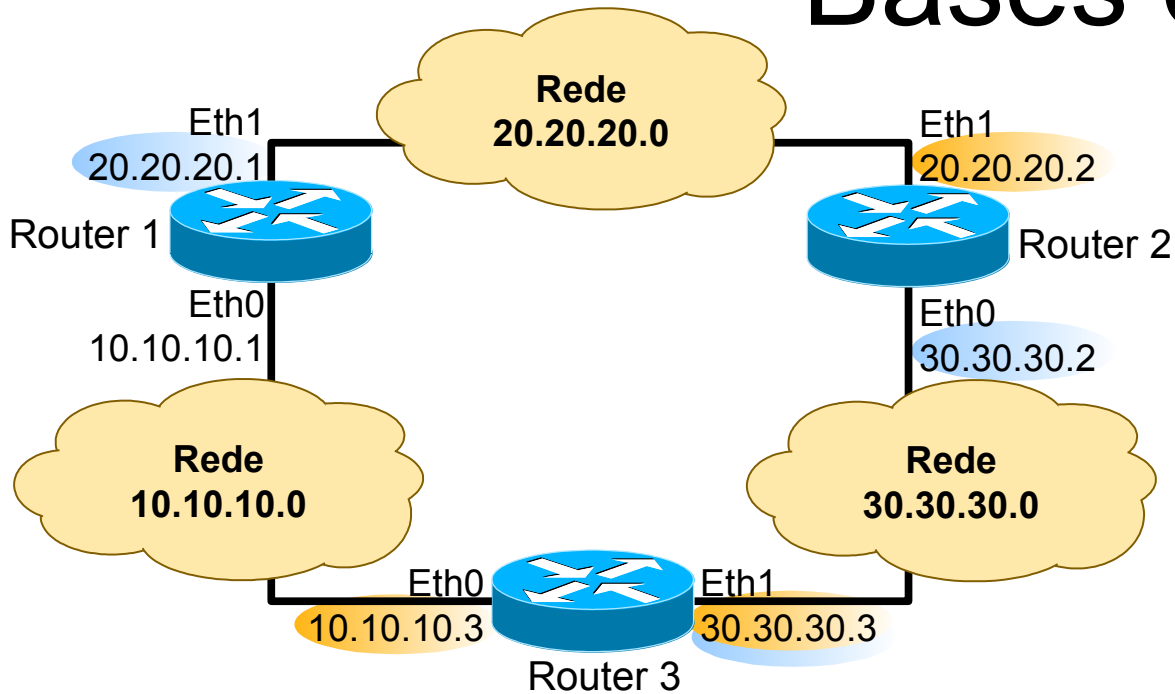 Bases
Rede
20.20.20.0
Eth1
20.20.20.1
Eth1
20.20.20.2
Router 1
Router 2
Eth0
10.10.10.1
Eth0
30.30.30.2
Rede
10.10.10.0
Rede
30.30.30.0
Eth0
10.10.10.3
Eth1
30.30.30.3
Router 3